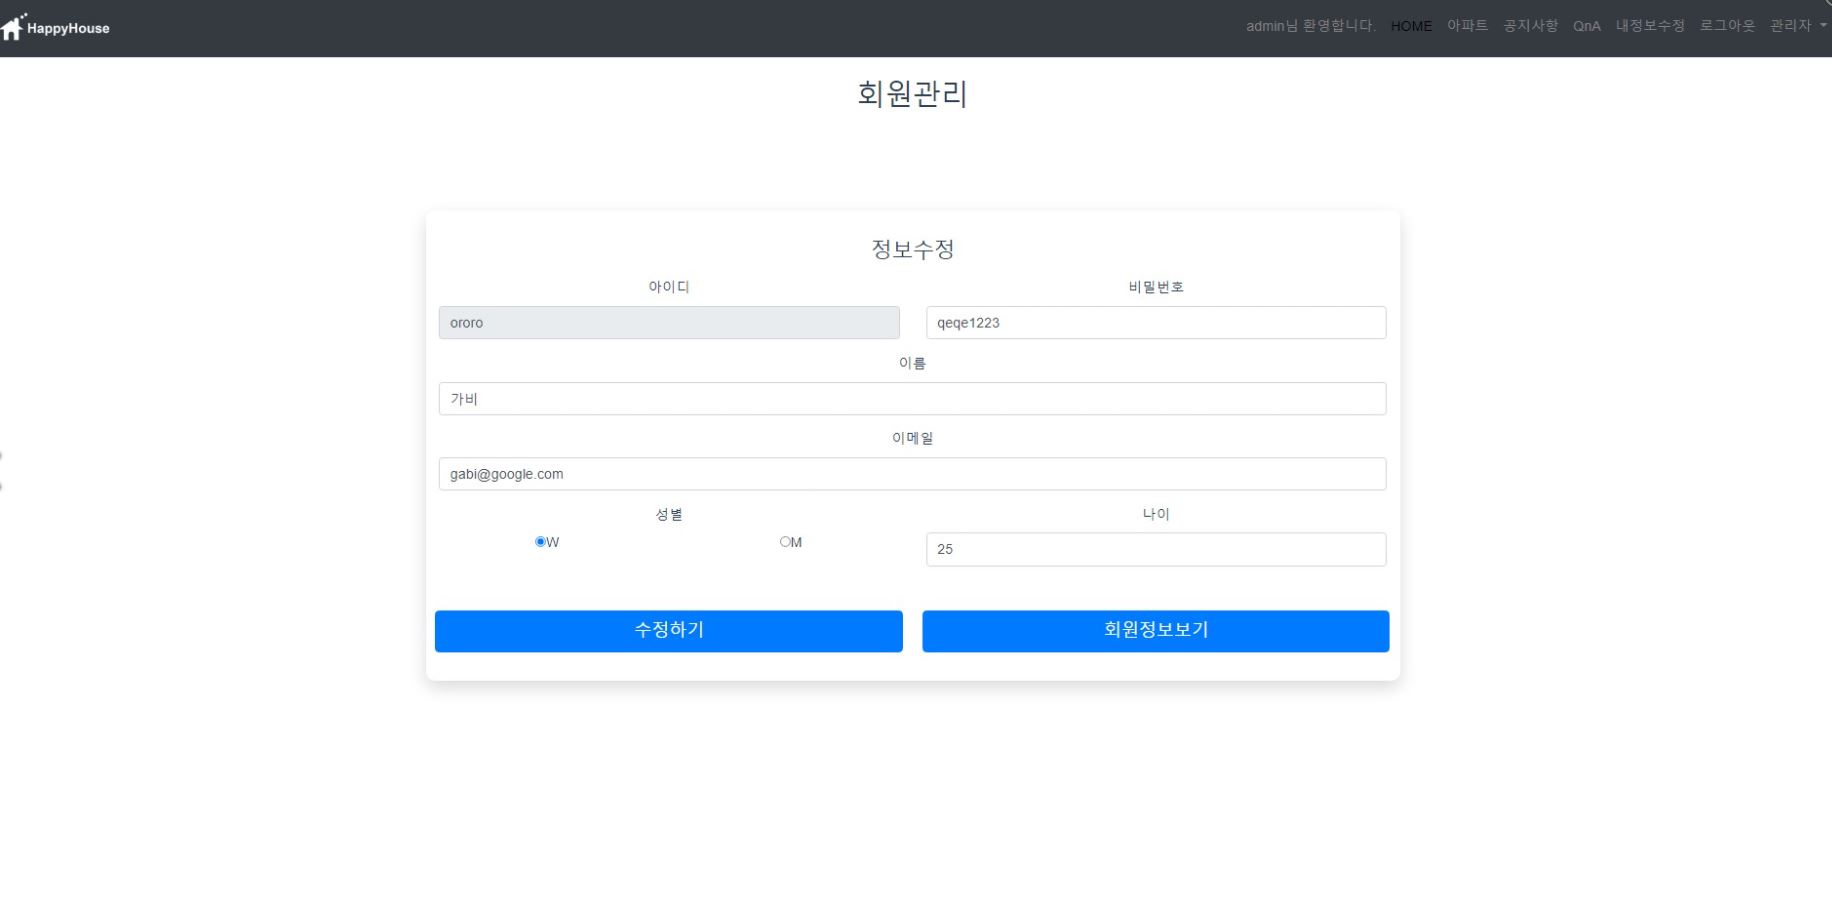 HappyHouse
admin님 환영합니다. HOME 아파트 공지사항 QnA 내정보수정 로그아웃 관리자
회원관리
정보수정
아이디 비밀번호
ororo qeqe1223
이름
가비
이메일
gabi@google.com
성별 나이
W M 25
수정하기 회원정보보기